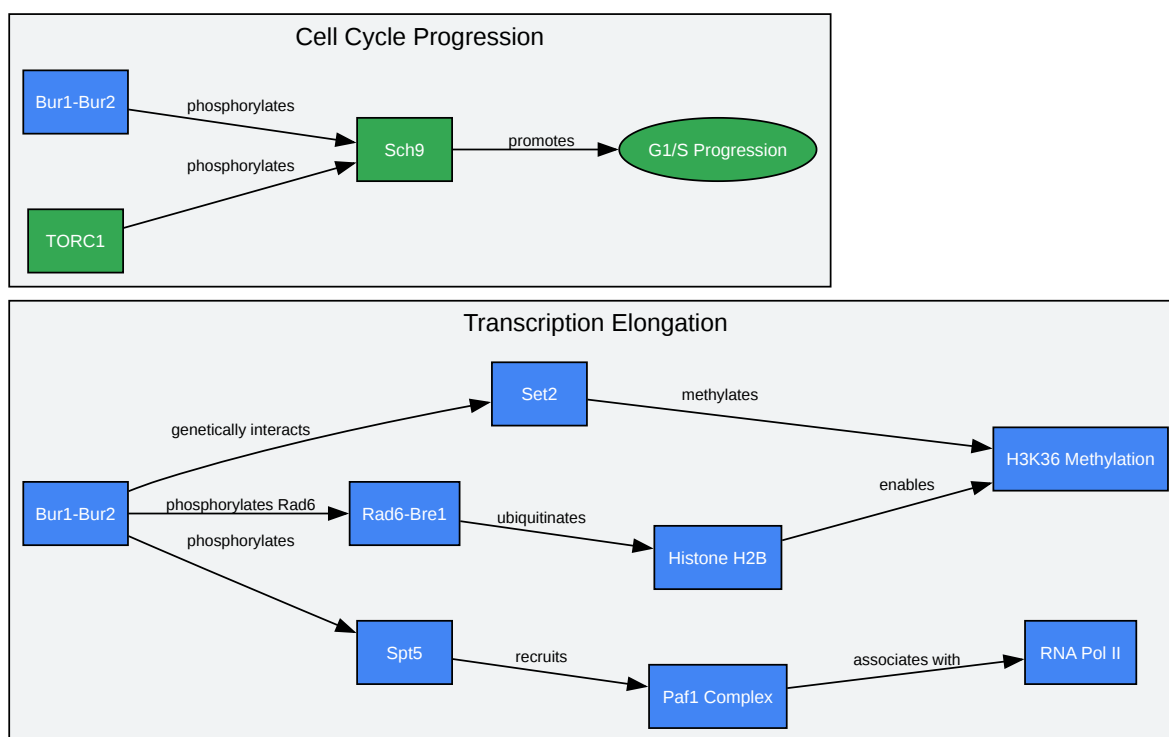 Cell Cycle Progression
Bur1-Bur2
phosphorylates
Sch9
promotes
G1/S Progression
phosphorylates
TORC1
Transcription Elongation
Set2
methylates
genetically interacts
H3K36 Methylation
enables
Bur1-Bur2
phosphorylates Rad6
Rad6-Bre1
ubiquitinates
phosphorylates
Histone H2B
Spt5
recruits
associates with
RNA Pol II
Paf1 Complex